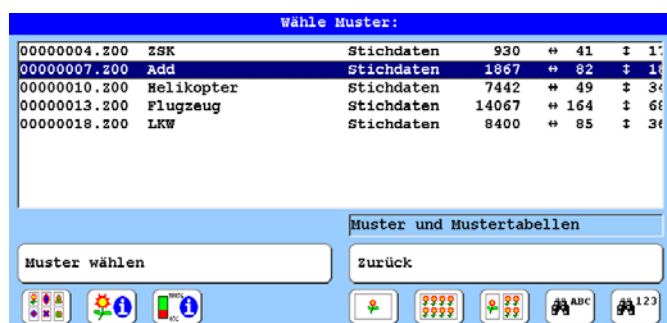 Wähle Muster:
00000004.Z00 ZSK Stichdaten 930 ↔ 41 ↕
00000007.Z00 Add Stichdaten 1867 ↔ 82 ↕
00000010.Z00 Helikopter Stichdaten 7442 ↔ 49 ↕
00000013.Z00 Flugzeug Stichdaten 14067 ↔ 164 ↕
00000018.Z00 LKW Stichdaten 8400 ↔ 85 ↕
Muster und Mustertabellen
Muster wählen Zurück
ABC 123